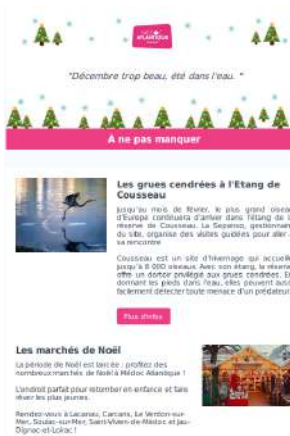 MÉDOC
ATLANTIQUE
"Décembre trop beau, été dans l'eau. "
A ne pas manquer
Les grues cendrées à l'Etang de
Cousseau
Jusqu'au mois de février, le plus grand oiseau
d'Europe continuera d'arriver dans l'étang de
réserve de Cousseau. La Sepanso, gestionnaire
du site, organise des visites guidées pour aller
sa rencontre
Cousseau est un site d'hivernage qui accueille
jusqu'à 8 000 oiseaux. Avec son étang, la réserve
offre un dortoir privilégié aux grues cendrées. En
dormant les pieds dans l'eau, elles peuvent aussi
facilement détecter toute menace d'un prédateur
Plus d'infos
Les marchés de Noël
La période de Noël est lancée : profitez des
nombreux marchés de Noël à Médoc Atlantique !
L'endroit parfait pour retomber en enfance et faire
rêver les plus jeunes.
Rendez-vous à Lacanau, Carcans, Le Verdon-sur-
Mer, Soulac-sur-Mer, Saint-Vivien-de-Médoc et Jau-
Dignac-et-Loirac !